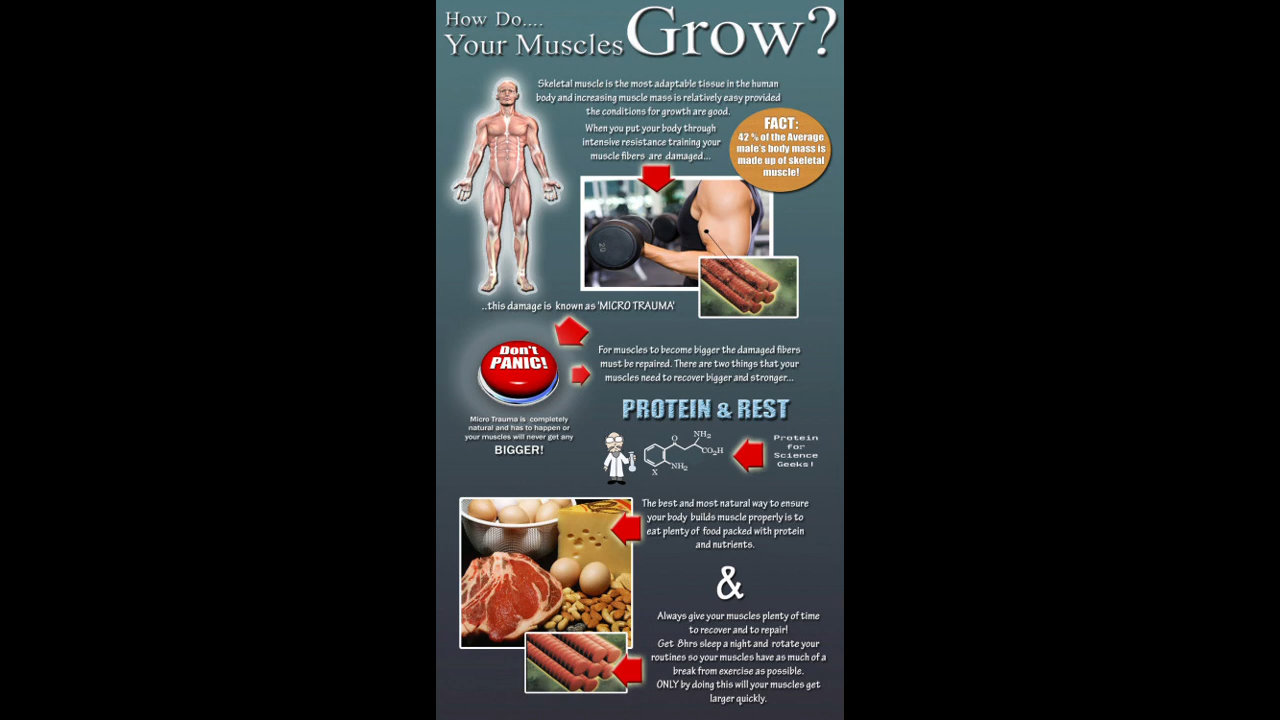 How Do....
Your Muscles Grow?
Skeletal muscle is the most adaptable tissue in the human
body and increasing muscle mass is relatively easy provided
the conditions for growth are good.
When you put your body through
intensive resistance training your
muscle fibers are damaged...
FACT:
42 % of the Average
male's body mass is
made up of skeletal
muscle!
20
..this damage is known as 'MICRO TRAUMA'
Don't
PANIC!
Micro Trauma is completely
natural and has to happen or
your muscles will never get any
BIGGER!
For muscles to become bigger the damaged fibers
must be repaired. There are two things that your
muscles need to recover bigger and stronger...
PROTEIN & REST
O
NH2
CO2H
NH2
X
Protein
for
Science
Geeks!
The best and most natural way to ensure
your body builds muscle properly is to
eat plenty of food packed with protein
and nutrients.
&
Always give your muscles plenty of time
to recover and to repair!
Get 8hrs sleep a night and rotate your
routines so your muscles have as much of a
break from exercise as possible.
ONLY by doing this will your muscles get
larger quickly.